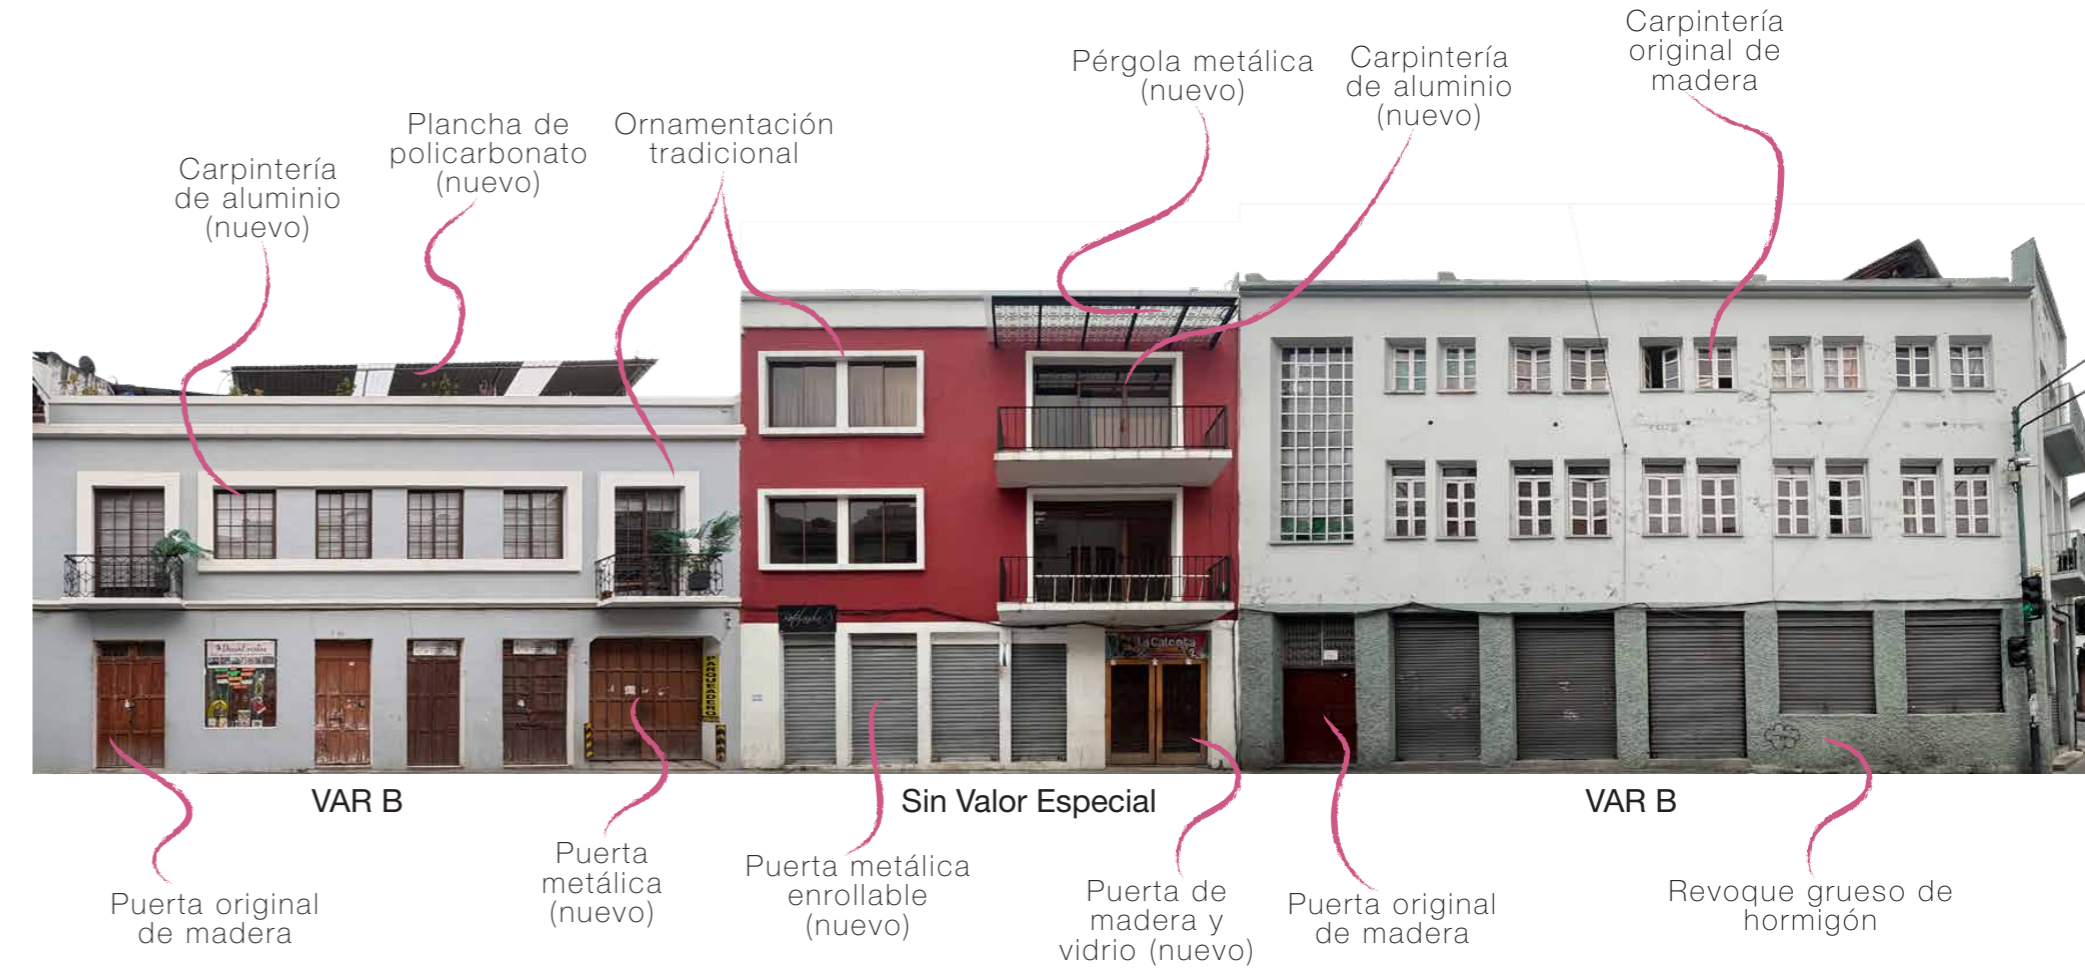 Carpintería
original de
madera
Pérgola metálica
(nuevo)
Carpintería
de aluminio
(nuevo)
Plancha de
policarbonato
(nuevo)
Ornamentación
tradicional
Carpintería
de aluminio
(nuevo)
PARQUEADERO
VAR B
Sin Valor Especial
VAR B
Puerta original
de madera
Puerta
metálica
(nuevo)
Puerta metálica
enrollable
(nuevo)
Puerta de
madera y
vidrio (nuevo)
Puerta original
de madera
Revoque grueso de
hormigón